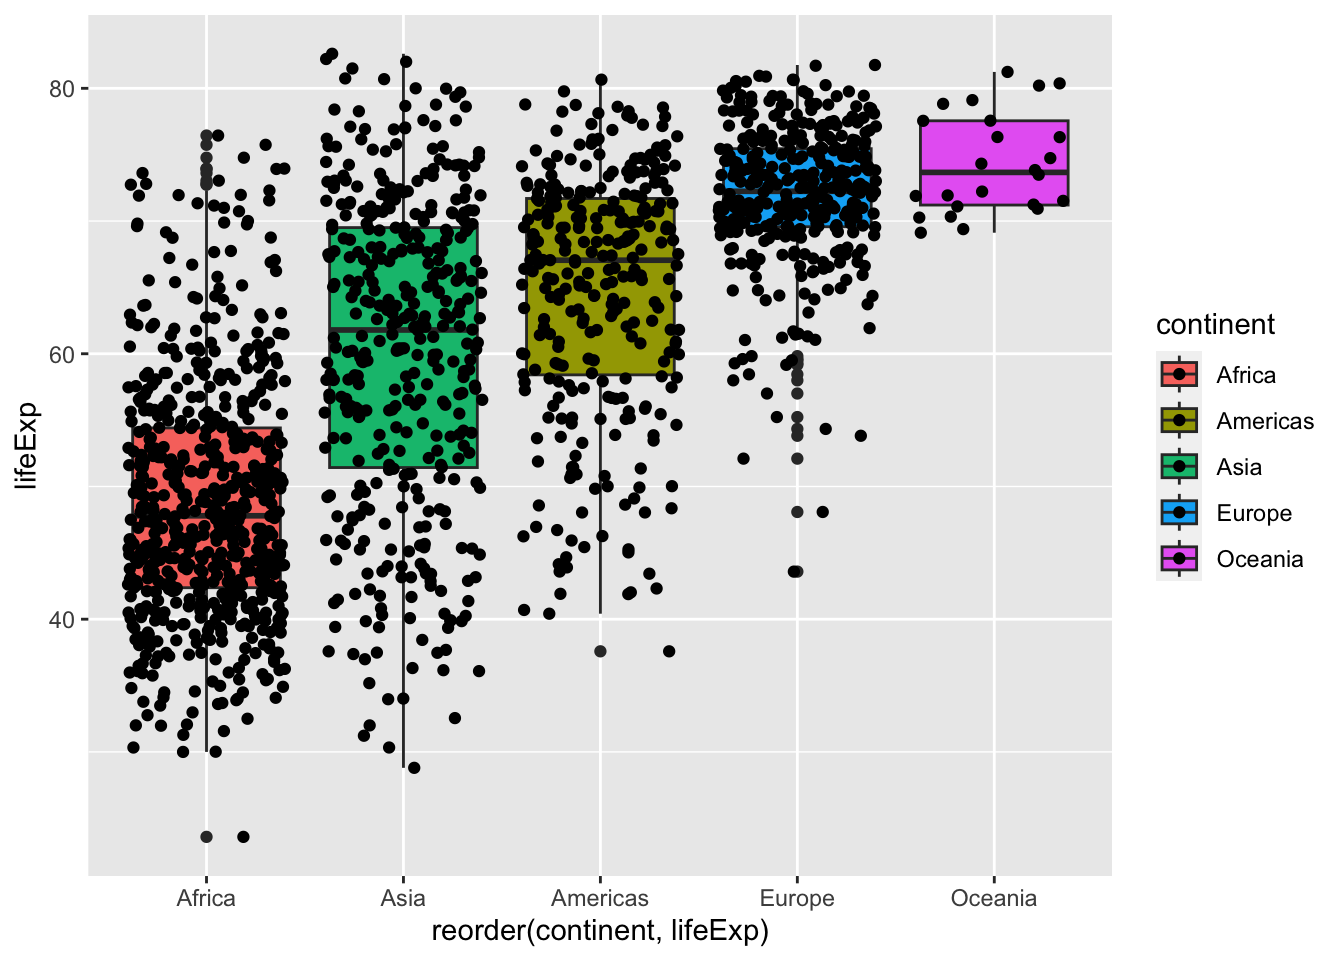 lifeExp
80
60
40
Africa
Asia
Americas
Europe
Oceania
reorder(continent, lifeExp)
continent
Africa
Americas
Asia
Europe
Oceania